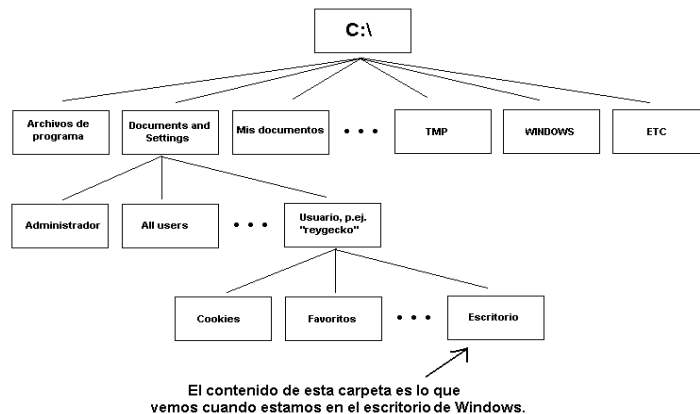 C:\
Archivos de
programa
Documents and
Settings
Mis documentos
• • •
TMP
WINDOWS
ETC
Administrador
All users
• • •
Usuario, p.ej.
"reygecko"
Cookies
Favoritos
• • •
Escritorio
El contenido de esta carpeta es lo que
vemos cuando estamos en el escritorio de Windows.